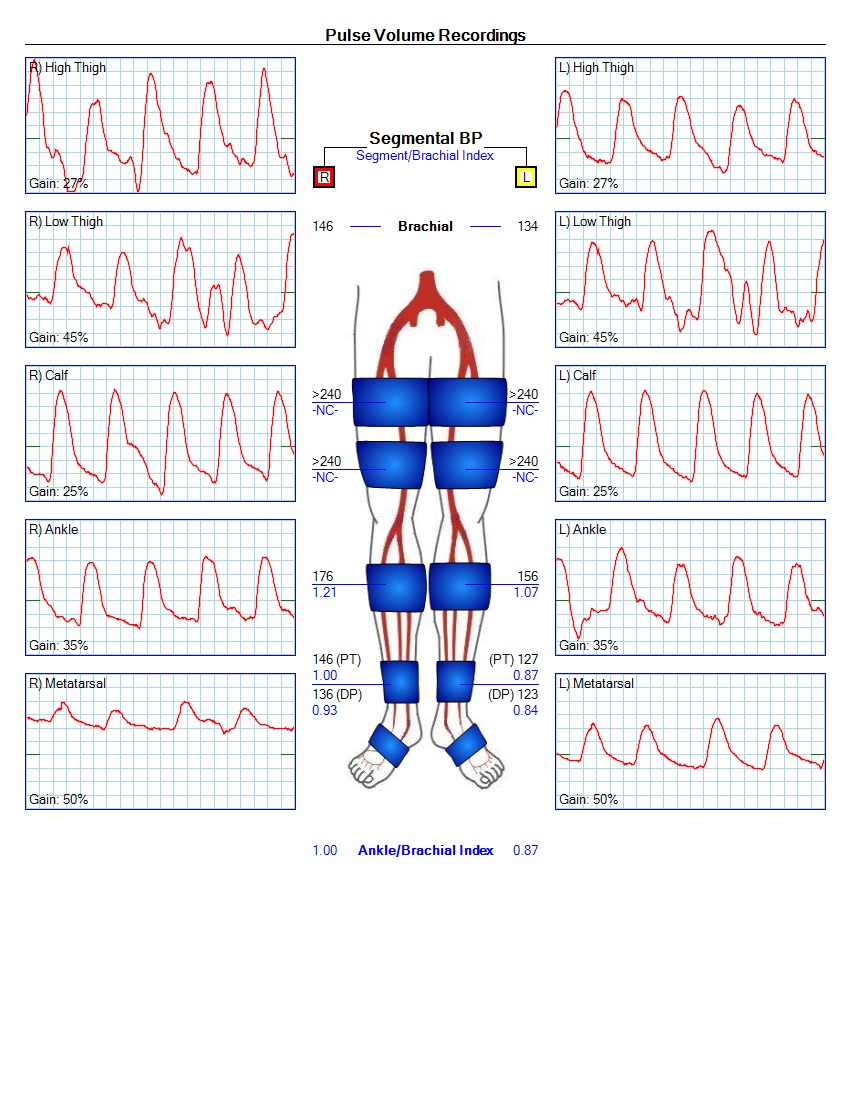 Pulse Volume Recordings
R) High Thigh
Gain: 27%
R) Low Thigh
Gain: 45%
R) Calf
Gain: 25%
R) Ankle
Gain: 35%
R) Metatarsal
Gain: 50%
Segmental BP
Segment/Brachial Index
R L
146 Brachial 134
>240 >240
-NC- -NC-
>240 >240
-NC- -NC-
176 156
1.21 1.07
146 (PT) (PT) 127
1.00 0.87
136 (DP) (DP) 123
0.93 0.84
1.00 Ankle/Brachial Index 0.87
L) High Thigh
Gain: 27%
L) Low Thigh
Gain: 45%
L) Calf
Gain: 25%
L) Ankle
Gain: 35%
L) Metatarsal
Gain: 50%